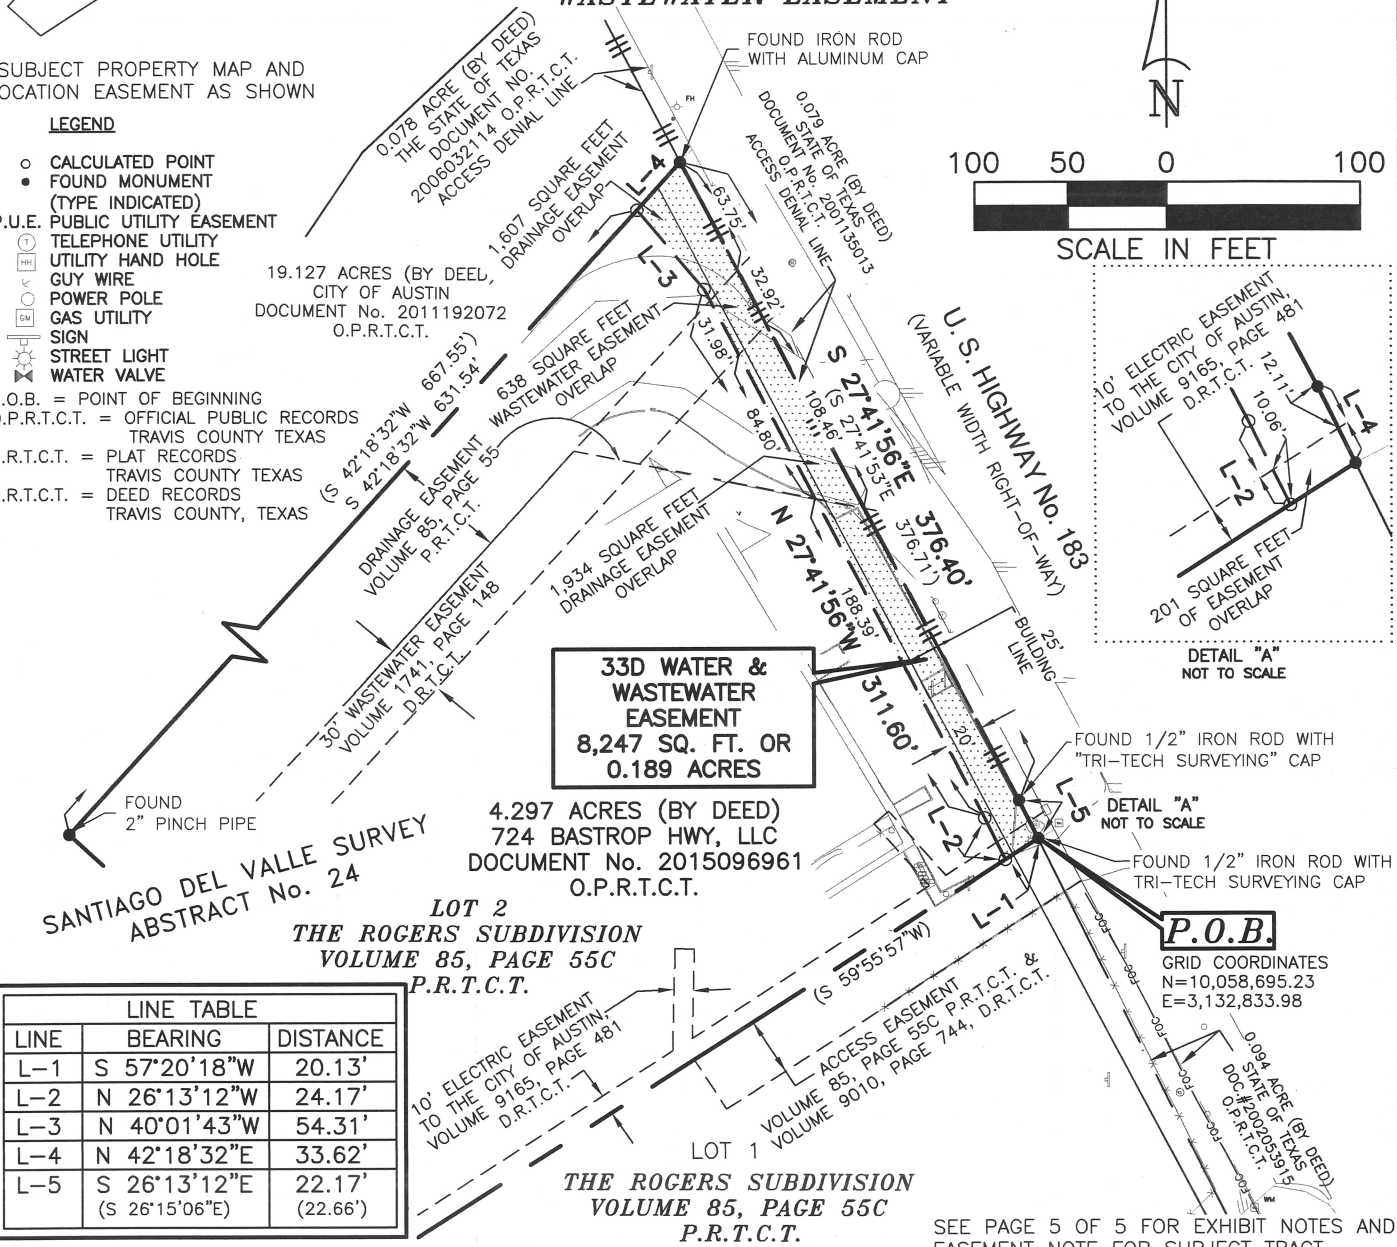 WASTEWATER EASEMENT
SUBJECT PROPERTY MAP AND
LOCATION EASEMENT AS SHOWN
LEGEND
CALCULATED POINT
FOUND MONUMENT
(TYPE INDICATED)
P.U.E. PUBLIC UTILITY EASEMENT
T TELEPHONE UTILITY
HH UTILITY HAND HOLE
GUY WIRE
POWER POLE
GM GAS UTILITY
SIGN
STREET LIGHT
WATER VALVE
.O.B. = POINT OF BEGINNING
O.P.R.T.C.T. = OFFICIAL PUBLIC RECORDS
TRAVIS COUNTY TEXAS
.R.T.C.T. = PLAT RECORDS
TRAVIS COUNTY TEXAS
.R.T.C.T. = DEED RECORDS
TRAVIS COUNTY, TEXAS
0.078 ACRE (BY DEED)
THE STATE OF TEXAS
DOCUMENT NO.
2006032114 O.P.R.T.C.T.
ACCESS DENIAL LINE
FOUND IRON ROD
WITH ALUMINUM CAP
FH
0.079 ACRE (BY DEED)
STATE OF TEXAS
DOCUMENT No. 2001135013
O.P.R.T.C.T.
ACCESS DENIAL LINE
N
100 50 0 100
SCALE IN FEET
1,607 SQUARE FEET
DRAINAGE EASEMENT
OVERLAP
L-4
63.75'
L-3
32.92'
31.98'
19.127 ACRES (BY DEED,
CITY OF AUSTIN
DOCUMENT No. 2011192072
O.P.R.T.C.T.
(S 42°18'32"W 667.55')
S 42°18'32"W 631.54'
638 SQUARE FEET
WASTEWATER EASEMENT
OVERLAP
84.80'
108.46'
S 27°41'56"E 376.40'
(S 27°41'53"E 376.71')
U. S. HIGHWAY No. 183
(VARIABLE WIDTH RIGHT-OF-WAY)
10' ELECTRIC EASEMENT
TO THE CITY OF AUSTIN,
VOLUME 9165, PAGE 481
D.R.T.C.T.
12.11'
10.06'
L-4
L-2
201 SQUARE FEET
OF EASEMENT
OVERLAP
DETAIL "A"
NOT TO SCALE
DRAINAGE EASEMENT
VOLUME 85, PAGE 55
P.R.T.C.T.
30' WASTEWATER EASEMENT
VOLUME 1741, PAGE 148
D.R.T.C.T.
1,934 SQUARE FEET
DRAINAGE EASEMENT
OVERLAP
N 27°41'56"W 311.60'
188.39'
25'
BUILDING
LINE
20'
33D WATER &
WASTEWATER
EASEMENT
8,247 SQ. FT. OR
0.189 ACRES
4.297 ACRES (BY DEED)
724 BASTROP HWY, LLC
DOCUMENT No. 2015096961
O.P.R.T.C.T.
FOUND 1/2" IRON ROD WITH
"TRI-TECH SURVEYING" CAP
L-5
DETAIL "A"
NOT TO SCALE
L-2
L-1
FOUND 1/2" IRON ROD WITH
TRI-TECH SURVEYING CAP
P.O.B.
GRID COORDINATES
N=10,058,695.23
E=3,132,833.98
FOUND
2" PINCH PIPE
SANTIAGO DEL VALLE SURVEY
ABSTRACT No. 24
LOT 2
THE ROGERS SUBDIVISION
VOLUME 85, PAGE 55C
P.R.T.C.T.
(S 59°55'57"W)
10' ELECTRIC EASEMENT
TO THE CITY OF AUSTIN,
VOLUME 9165, PAGE 481
D.R.T.C.T.
ACCESS EASEMENT
VOLUME 85, PAGE 55C P.R.T.C.T. &
VOLUME 9010, PAGE 744, D.R.T.C.T.
FOC
FOC
FOC
FOC
FOC
FOC
0.094 ACRE (BY DEED)
STATE OF TEXAS
DOC.#2002053915
O.P.R.T.C.T.
WM
LINE TABLE
LINE BEARING DISTANCE
L-1 S 57°20'18"W 20.13'
L-2 N 26°13'12"W 24.17'
L-3 N 40°01'43"W 54.31'
L-4 N 42°18'32"E 33.62'
L-5 S 26°13'12"E 22.17'
(S 26°15'06"E) (22.66')
LOT 1
THE ROGERS SUBDIVISION
VOLUME 85, PAGE 55C
P.R.T.C.T.
SEE PAGE 5 OF 5 FOR EXHIBIT NOTES AND
EASEMENT NOTE FOR SUBJECT TRACT